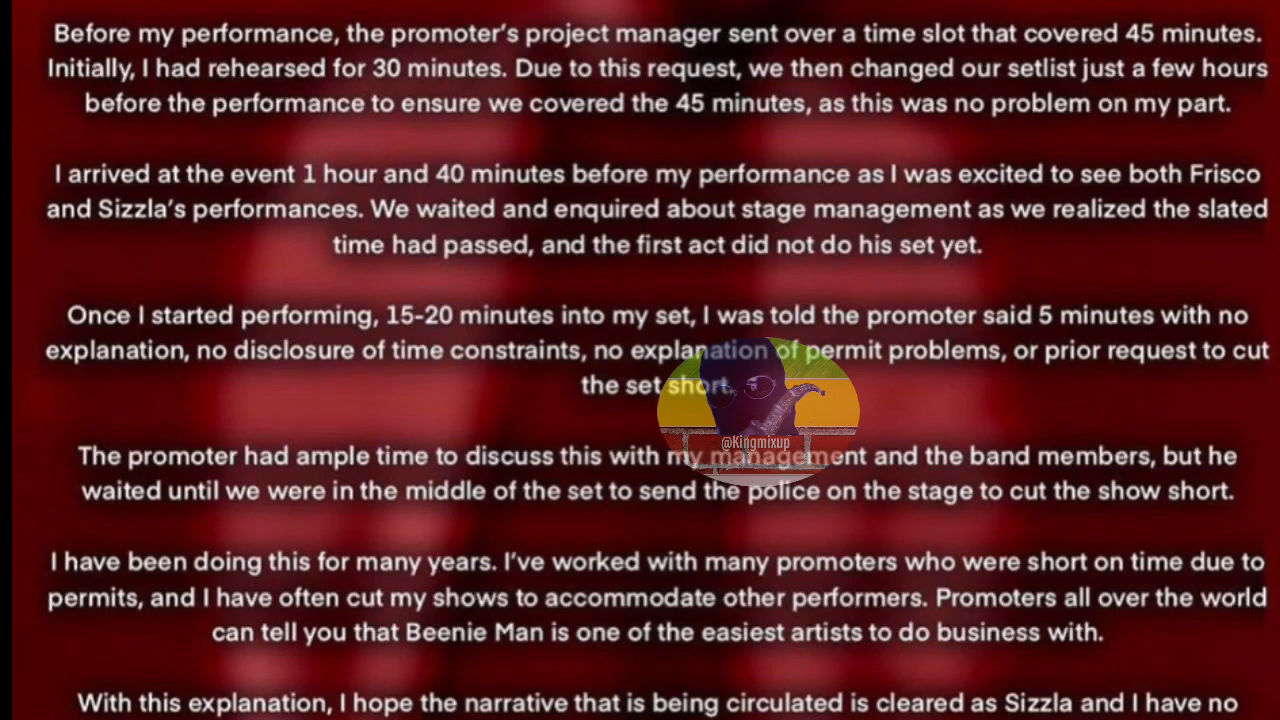 Before my performance, the promoter's project manager sent over a time slot that covered 45 minutes.
Initially, I had rehearsed for 30 minutes. Due to this request, we then changed our setlist just a few hours
before the performance to ensure we covered the 45 minutes, as this was no problem on my part.
I arrived at the event 1 hour and 40 minutes before my performance as I was excited to see both Frisco
and Sizzla's performances. We waited and enquired about stage management as we realized the slated
time had passed, and the first act did not do his set yet.
Once I started performing, 15-20 minutes into my set, I was told the promoter said 5 minutes with no
explanation, no disclosure of time constraints, no explanation of permit problems, or prior request to cut
the set short.
@Kingmixup
The promoter had ample time to discuss this with my management and the band members, but he
waited until we were in the middle of the set to send the police on the stage to cut the show short.
I have been doing this for many years. I've worked with many promoters who were short on time due to
permits, and I have often cut my shows to accommodate other performers. Promoters all over the world
can tell you that Beenie Man is one of the easiest artists to do business with.
With this explanation, I hope the narrative that is being circulated is cleared as Sizzla and I have no